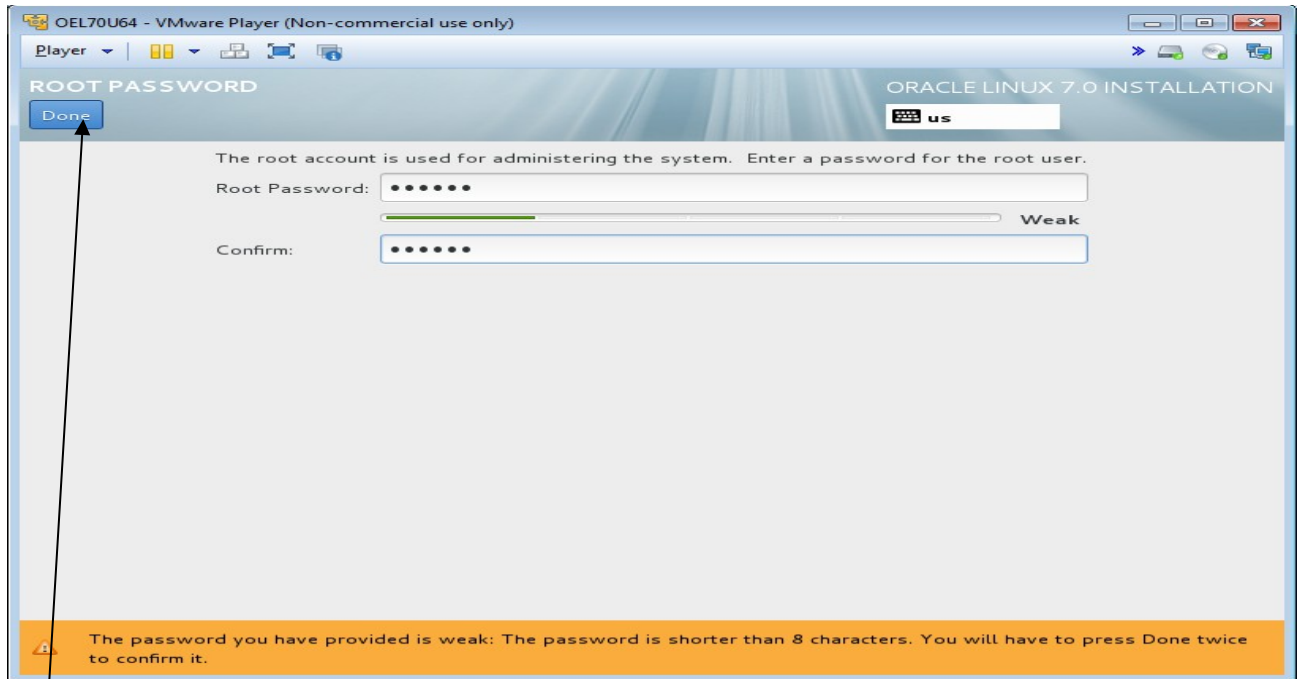 OEL70U64 - VMware Player (Non-commercial use only)
Player
ROOT PASSWORD
ORACLE LINUX 7.0 INSTALLATION
Done
us
The root account is used for administering the system. Enter a password for the root user.
Root Password: ••••••
Weak
Confirm: ••••••
The password you have provided is weak: The password is shorter than 8 characters. You will have to press Done twice
to confirm it.